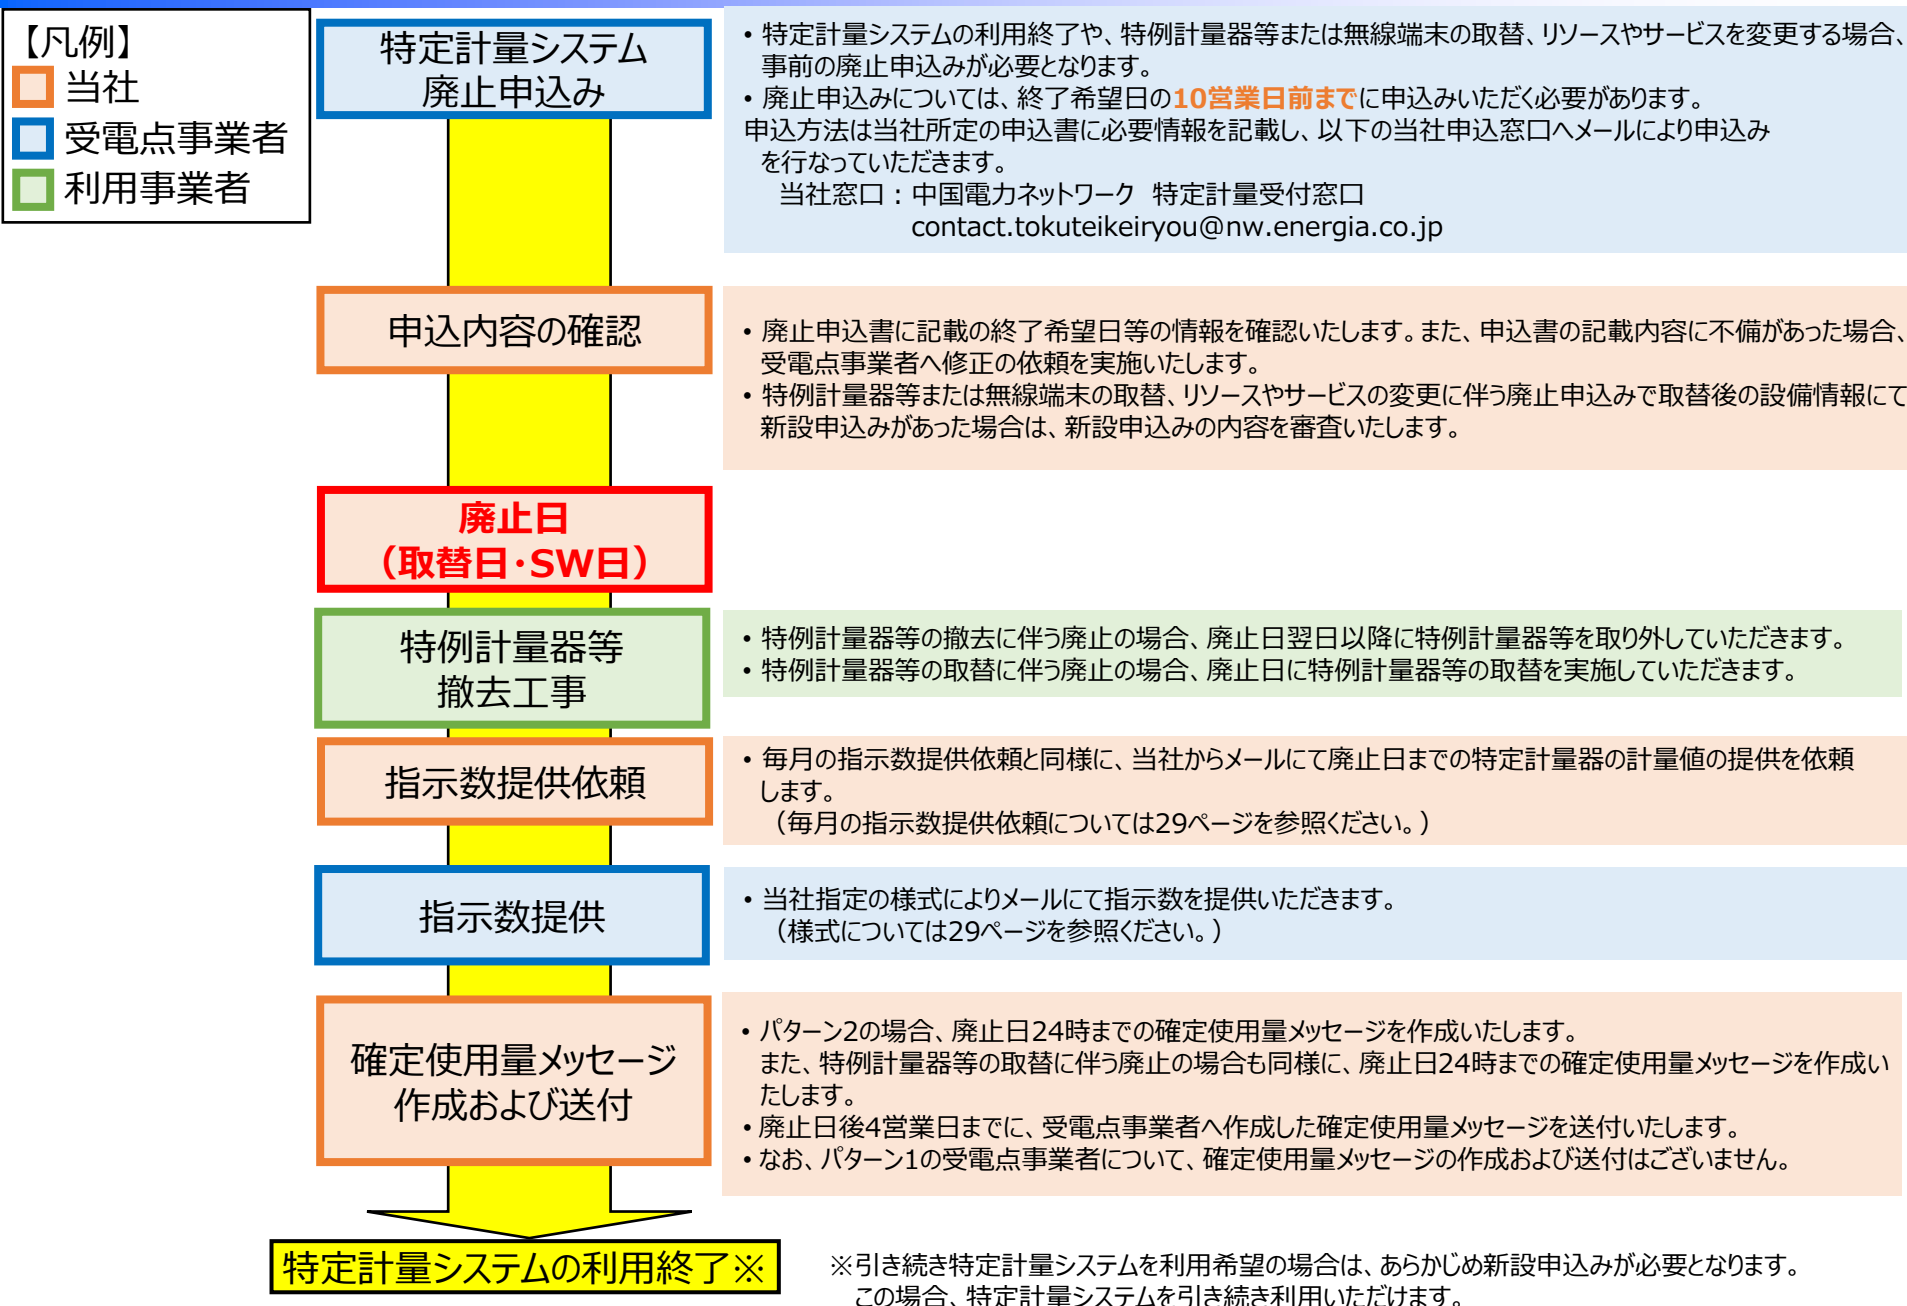 【凡例】
当社
受電点事業者
利用事業者
特定計量システム
廃止申込み
• 特定計量システムの利用終了や、特例計量器等または無線端末の取替、リソースやサービスを変更する場合、
事前の廃止申込みが必要となります。
• 廃止申込みについては、終了希望日の10営業日前までに申込みいただく必要があります。
申込方法は当社所定の申込書に必要情報を記載し、以下の当社申込窓口へメールにより申込み
を行なっていただきます。
当社窓口：中国電力ネットワーク 特定計量受付窓口
contact.tokuteikeiryou@nw.energia.co.jp
申込内容の確認
• 廃止申込書に記載の終了希望日等の情報を確認いたします。また、申込書の記載内容に不備があった場合、
受電点事業者へ修正の依頼を実施いたします。
• 特例計量器等または無線端末の取替、リソースやサービスの変更に伴う廃止申込みで取替後の設備情報にて
新設申込みがあった場合は、新設申込みの内容を審査いたします。
廃止日
（取替日・SW日）
特例計量器等
撤去工事
• 特例計量器等の撤去に伴う廃止の場合、廃止日翌日以降に特例計量器等を取り外していただきます。
• 特例計量器等の取替に伴う廃止の場合、廃止日に特例計量器等の取替を実施していただきます。
指示数提供依頼
• 毎月の指示数提供依頼と同様に、当社からメールにて廃止日までの特定計量器の計量値の提供を依頼
します。
（毎月の指示数提供依頼については29ページを参照ください。）
指示数提供
• 当社指定の様式によりメールにて指示数を提供いただきます。
（様式については29ページを参照ください。）
確定使用量メッセージ
作成および送付
• パターン2の場合、廃止日24時までの確定使用量メッセージを作成いたします。
また、特例計量器等の取替に伴う廃止の場合も同様に、廃止日24時までの確定使用量メッセージを作成い
たします。
• 廃止日後4営業日までに、受電点事業者へ作成した確定使用量メッセージを送付いたします。
• なお、パターン1の受電点事業者について、確定使用量メッセージの作成および送付はございません。
特定計量システムの利用終了※
※引き続き特定計量システムを利用希望の場合は、あらかじめ新設申込みが必要となります。
この場合、特定計量システムを引き続き利用いただけます。